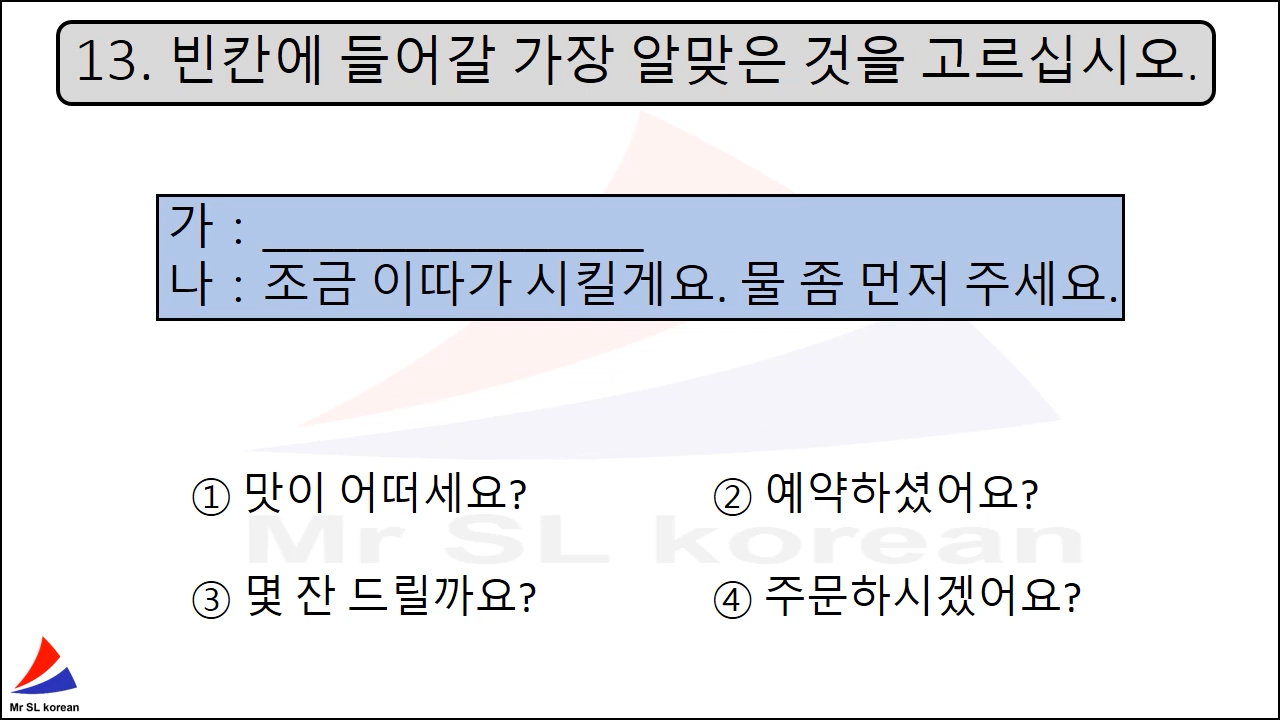 13. 빈칸에 들어갈 가장 알맞은 것을 고르십시오.
가 : ________________
나 : 조금 이따가 시킬게요. 물 좀 먼저 주세요.
① 맛이 어떠세요?
② 예약하셨어요?
Mr SL korean
③ 몇 잔 드릴까요?
④ 주문하시겠어요?
Mr SL korean